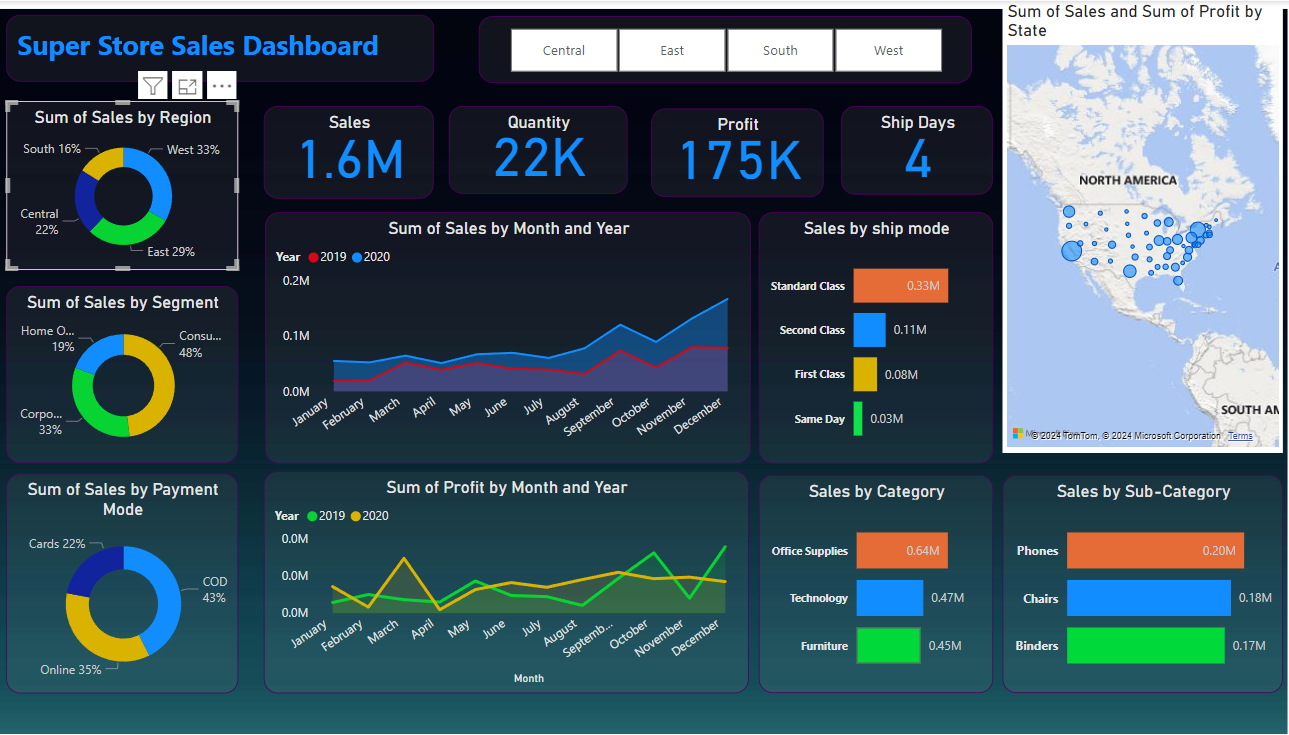 Super Store Sales Dashboard
Central
East
South
West
Sum of Sales and Sum of Profit by
State
Sum of Sales by Region
South 16%
West 33%
Central
22%
East 29%
Sales
1.6M
Quantity
22K
Profit
175K
Ship Days
4
NORTH AMERICA
SOUTH AM
© 2024 TomTom, © 2024 Microsoft Corporation
Terms
Sum of Sales by Month and Year
Year
2019
2020
0.2M
0.1M
0.0M
January
February
March
April
May
June
July
August
September
October
November
December
Sales by ship mode
Standard Class
0.33M
Second Class
0.11M
First Class
0.08M
Same Day
0.03M
Sum of Sales by Segment
Home O...
19%
Consu...
48%
Corpo...
33%
Sum of Sales by Payment
Mode
Cards 22%
COD
43%
Online 35%
Sum of Profit by Month and Year
Year
2019
2020
0.0M
0.0M
0.0M
January
February
March
April
May
June
July
August
Septemb...
October
November
December
Month
Sales by Category
Office Supplies
0.64M
Technology
0.47M
Furniture
0.45M
Sales by Sub-Category
Phones
0.20M
Chairs
0.18M
Binders
0.17M